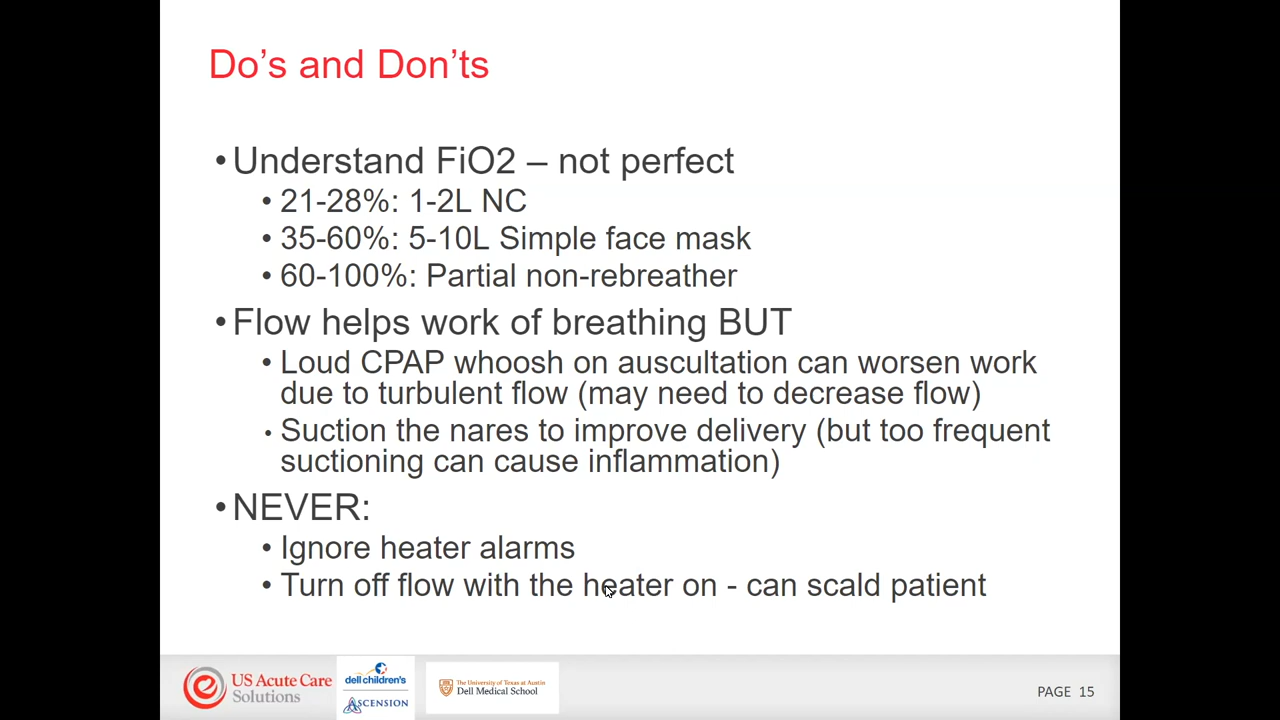 Do's and Don'ts
•Understand FiO2 – not perfect
• 21-28%: 1-2L NC
• 35-60%: 5-10L Simple face mask
• 60-100%: Partial non-rebreather
•Flow helps work of breathing BUT
• Loud CPAP whoosh on auscultation can worsen work
due to turbulent flow (may need to decrease flow)
• Suction the nares to improve delivery (but too frequent
suctioning can cause inflammation)
•NEVER:
• Ignore heater alarms
• Turn off flow with the heater on - can scald patient
US Acute Care
Solutions
dell children's
ASCENSION
The University of Texas at Austin
Dell Medical School
PAGE 15